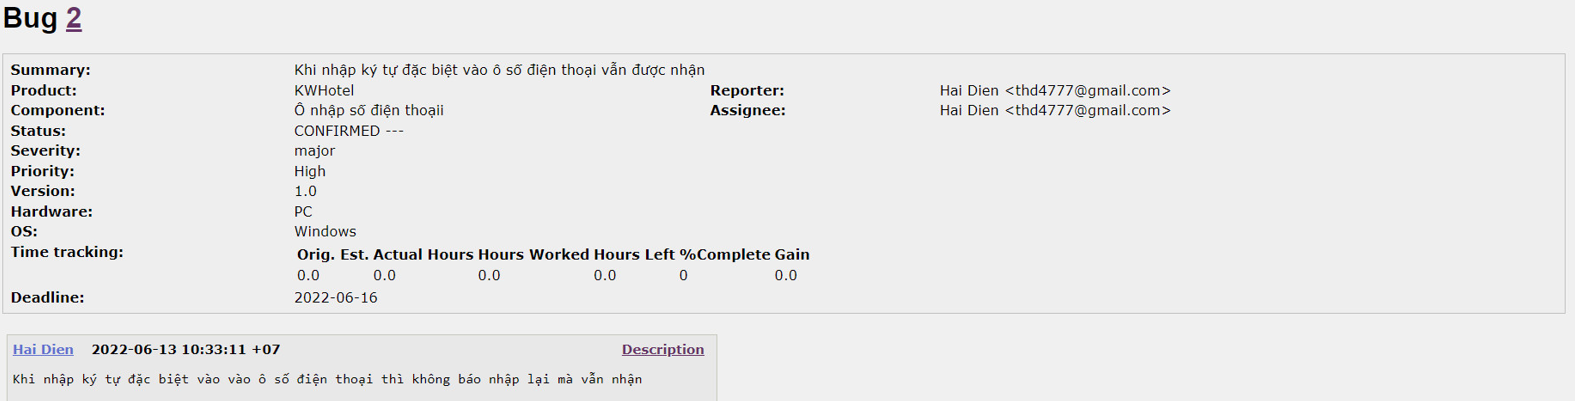 Bug 2
Summary: Khi nhập ký tự đặc biệt vào ô số điện thoại vẫn được nhận
Product: KWHotel Reporter: Hai Dien <thd4777@gmail.com>
Component: Ô nhập số điện thoaịi Assignee: Hai Dien <thd4777@gmail.com>
Status: CONFIRMED ---
Severity: major
Priority: High
Version: 1.0
Hardware: PC
OS: Windows
Time tracking: Orig. Est. Actual Hours Hours Worked Hours Left %Complete Gain
0.0 0.0 0.0 0.0 0 0.0
Deadline: 2022-06-16
Hai Dien 2022-06-13 10:33:11 +07 Description
Khi nhập ký tự đặc biệt vào vào ô số điện thoại thì không báo nhập lại mà vẫn nhận